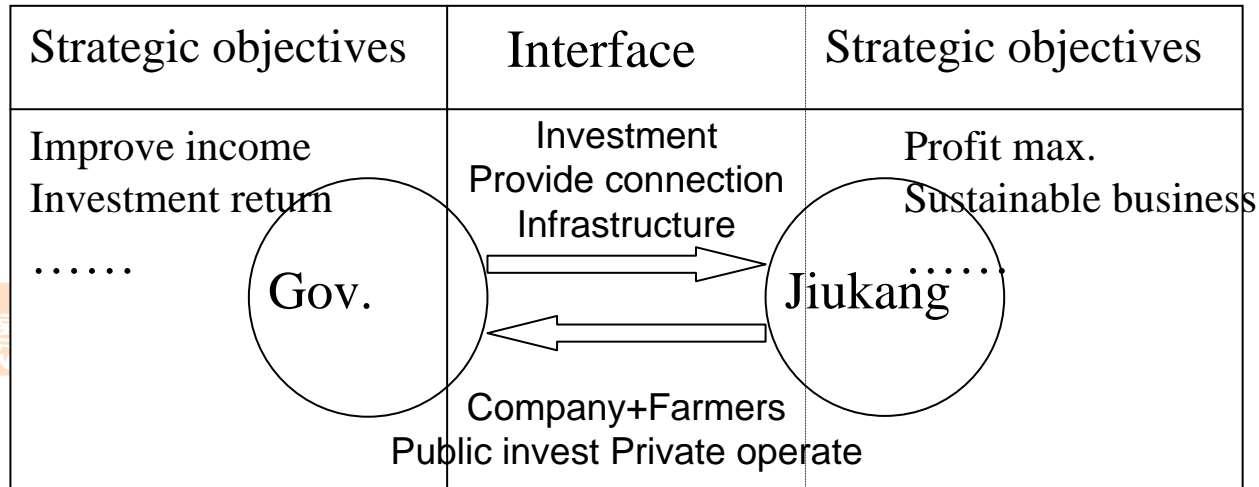 Strategic objectives
Interface
Strategic objectives
Improve income
Investment return
……
Investment
Provide connection
Infrastructure
Profit max.
Sustainable business
……
Gov.
Jiukang
Company+Farmers
Public invest Private operate